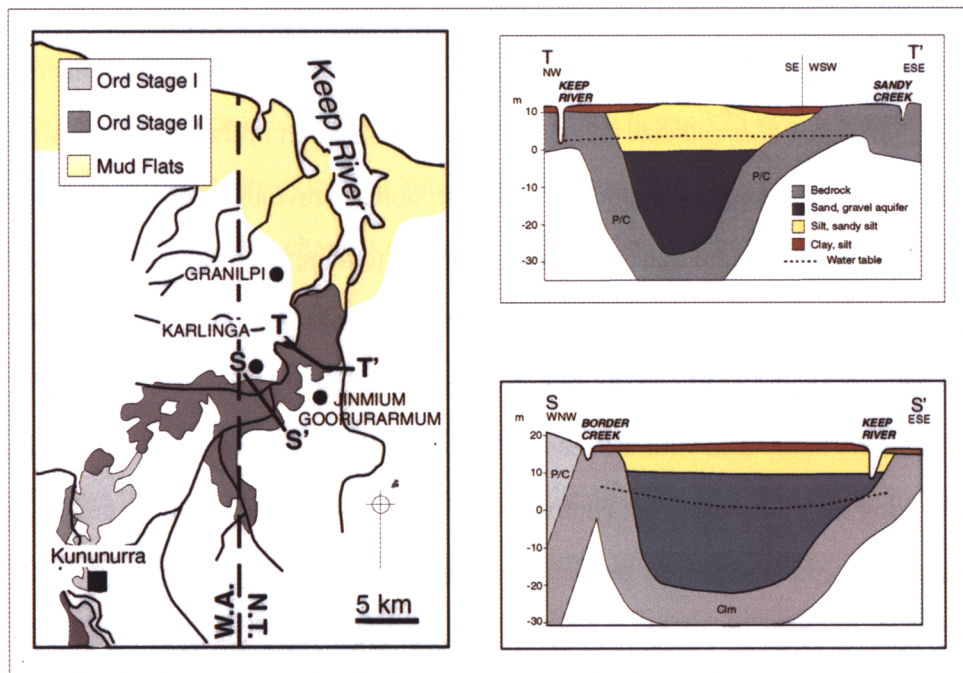 Ord Stage I
Ord Stage II
Mud Flats
Keep River
GRANILPI
KARLINGA
T
S
T'
JINMIUM
GOORURARMUM
S'
Kununurra
W.A.
N.T.
5 km
T
NW
KEEP
RIVER
SE
WSW
T'
ESE
SANDY
CREEK
m
10
0
-10
-20
-30
P/C
P/C
Bedrock
Sand, gravel aquifer
Silt, sandy silt
Clay, silt
Water table
S
WNW
BORDER
CREEK
KEEP
RIVER
S'
ESE
m
20
10
0
-10
-20
-30
P/C
Clm